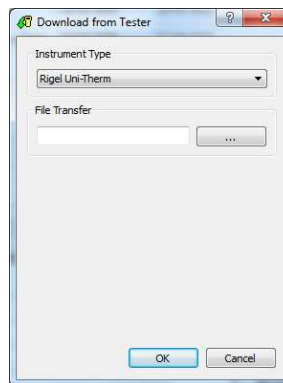 Download from Tester
Instrument Type
Rigel Uni-Therm
File Transfer
...
OK
Cancel